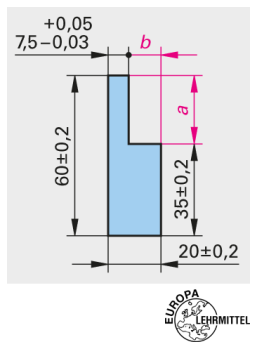 +0,05
7,5–0,03
b
a
60±0,2
35±0,2
20±0,2
EUROPA
LEHRMITTEL